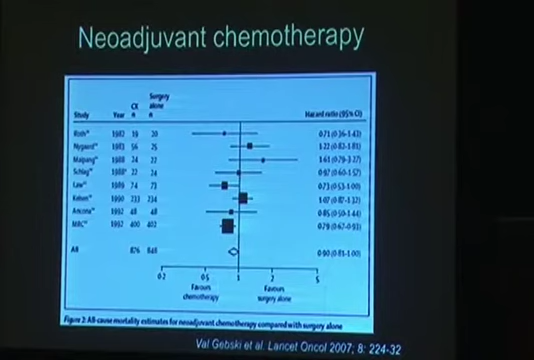 Neoadjuvant chemotherapy
CX Surgery alone
Study Year n n Hazard ratio (95% CI)
Roth 1982 19 20 0·71 (0·36-1·43)
Nygaard 1983 56 25 1·22 (0·82-1·81)
Maipang 1988 24 22 1·61 (0·79-3·27)
Schlag 22 24 0·97 (0·60-1·57)
Law 1989 74 73 0·73 (0·53-1·00)
Kelsen 1990 233 234 1·07 (0·87-1·32)
Ancona 1992 48 48 0·85 (0·50-1·44)
MRC 1992 400 402 0·79 (0·67-0·93)
All 876 848 0·90 (0·81-1·00)
0·2 0·5 1 2 5
Favours chemotherapy Favours surgery alone
Figure 2: All-cause mortality estimates for neoadjuvant chemotherapy compared with surgery alone
Val Gebski et al. Lancet Oncol 2007; 8: 224-32